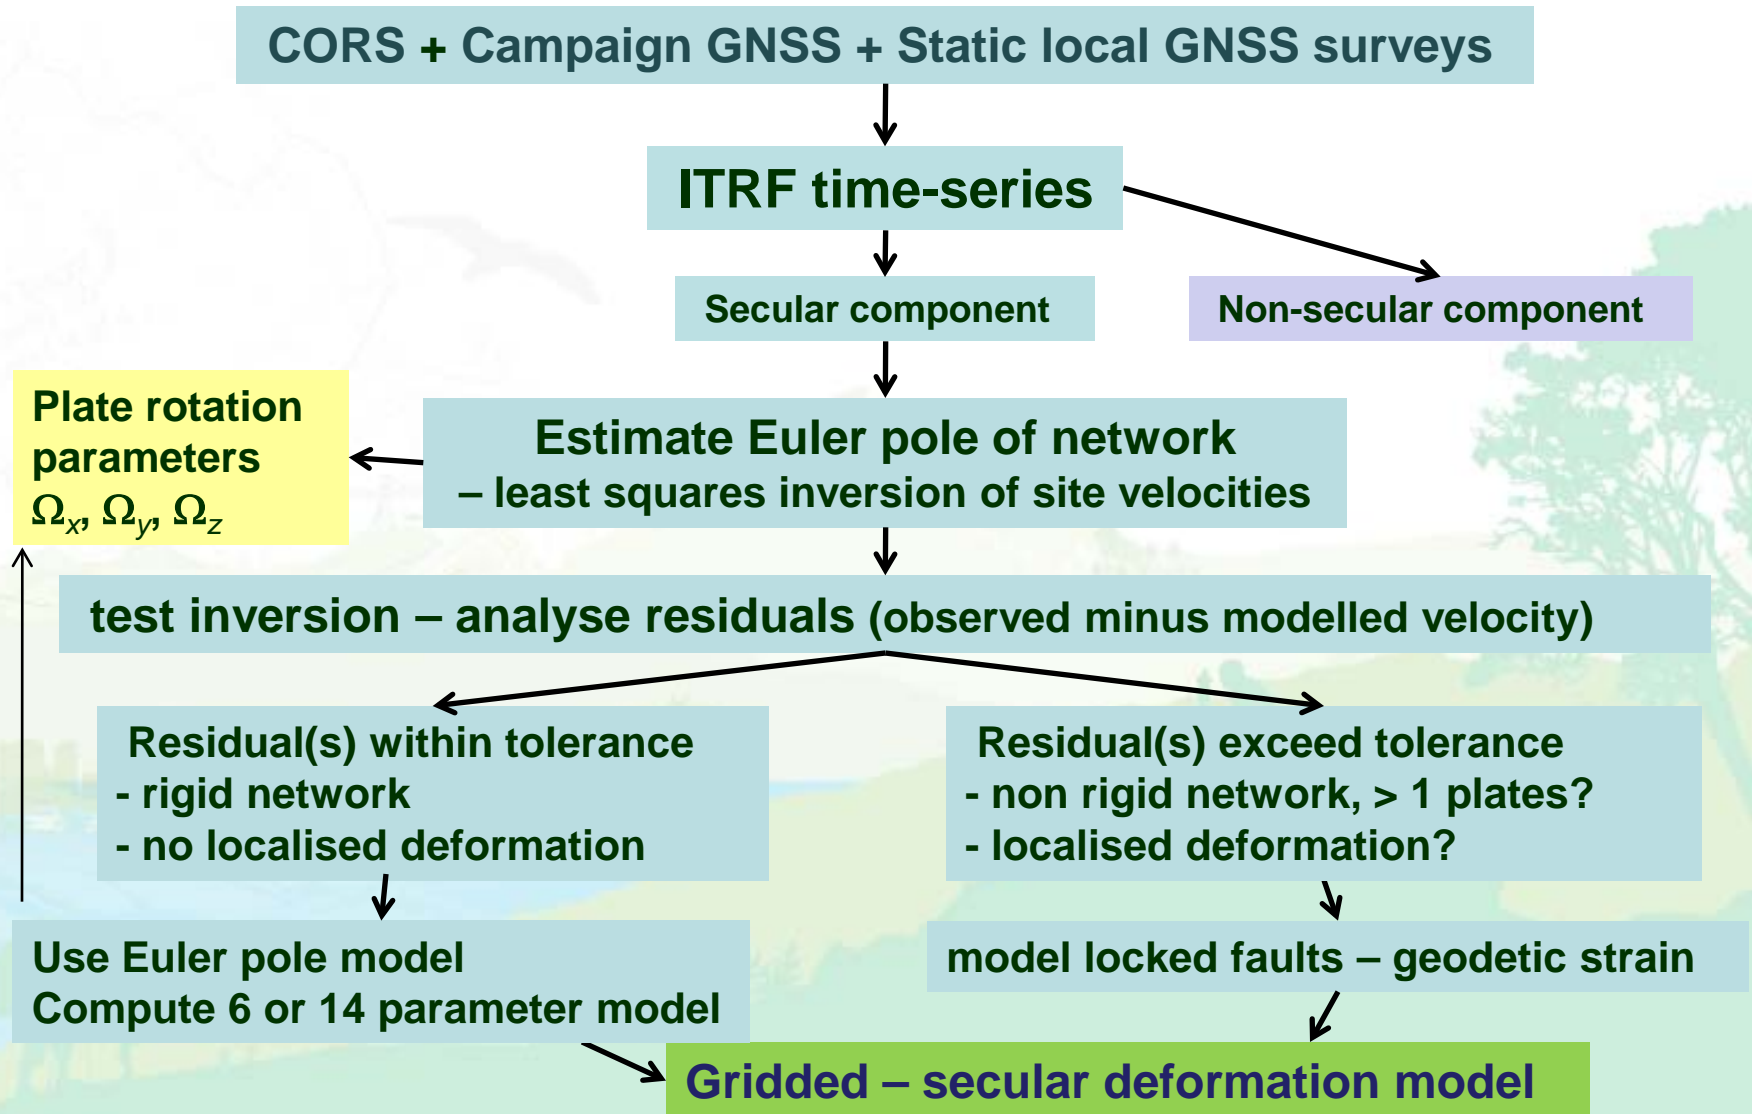 CORS + Campaign GNSS + Static local GNSS surveys
ITRF time-series
Secular component
Non-secular component
Plate rotation
parameters
Ωx, Ωy, Ωz
Estimate Euler pole of network
– least squares inversion of site velocities
test inversion – analyse residuals (observed minus modelled velocity)
Residual(s) within tolerance
- rigid network
- no localised deformation
Residual(s) exceed tolerance
- non rigid network, > 1 plates?
- localised deformation?
Use Euler pole model
Compute 6 or 14 parameter model
model locked faults – geodetic strain
Gridded – secular deformation model